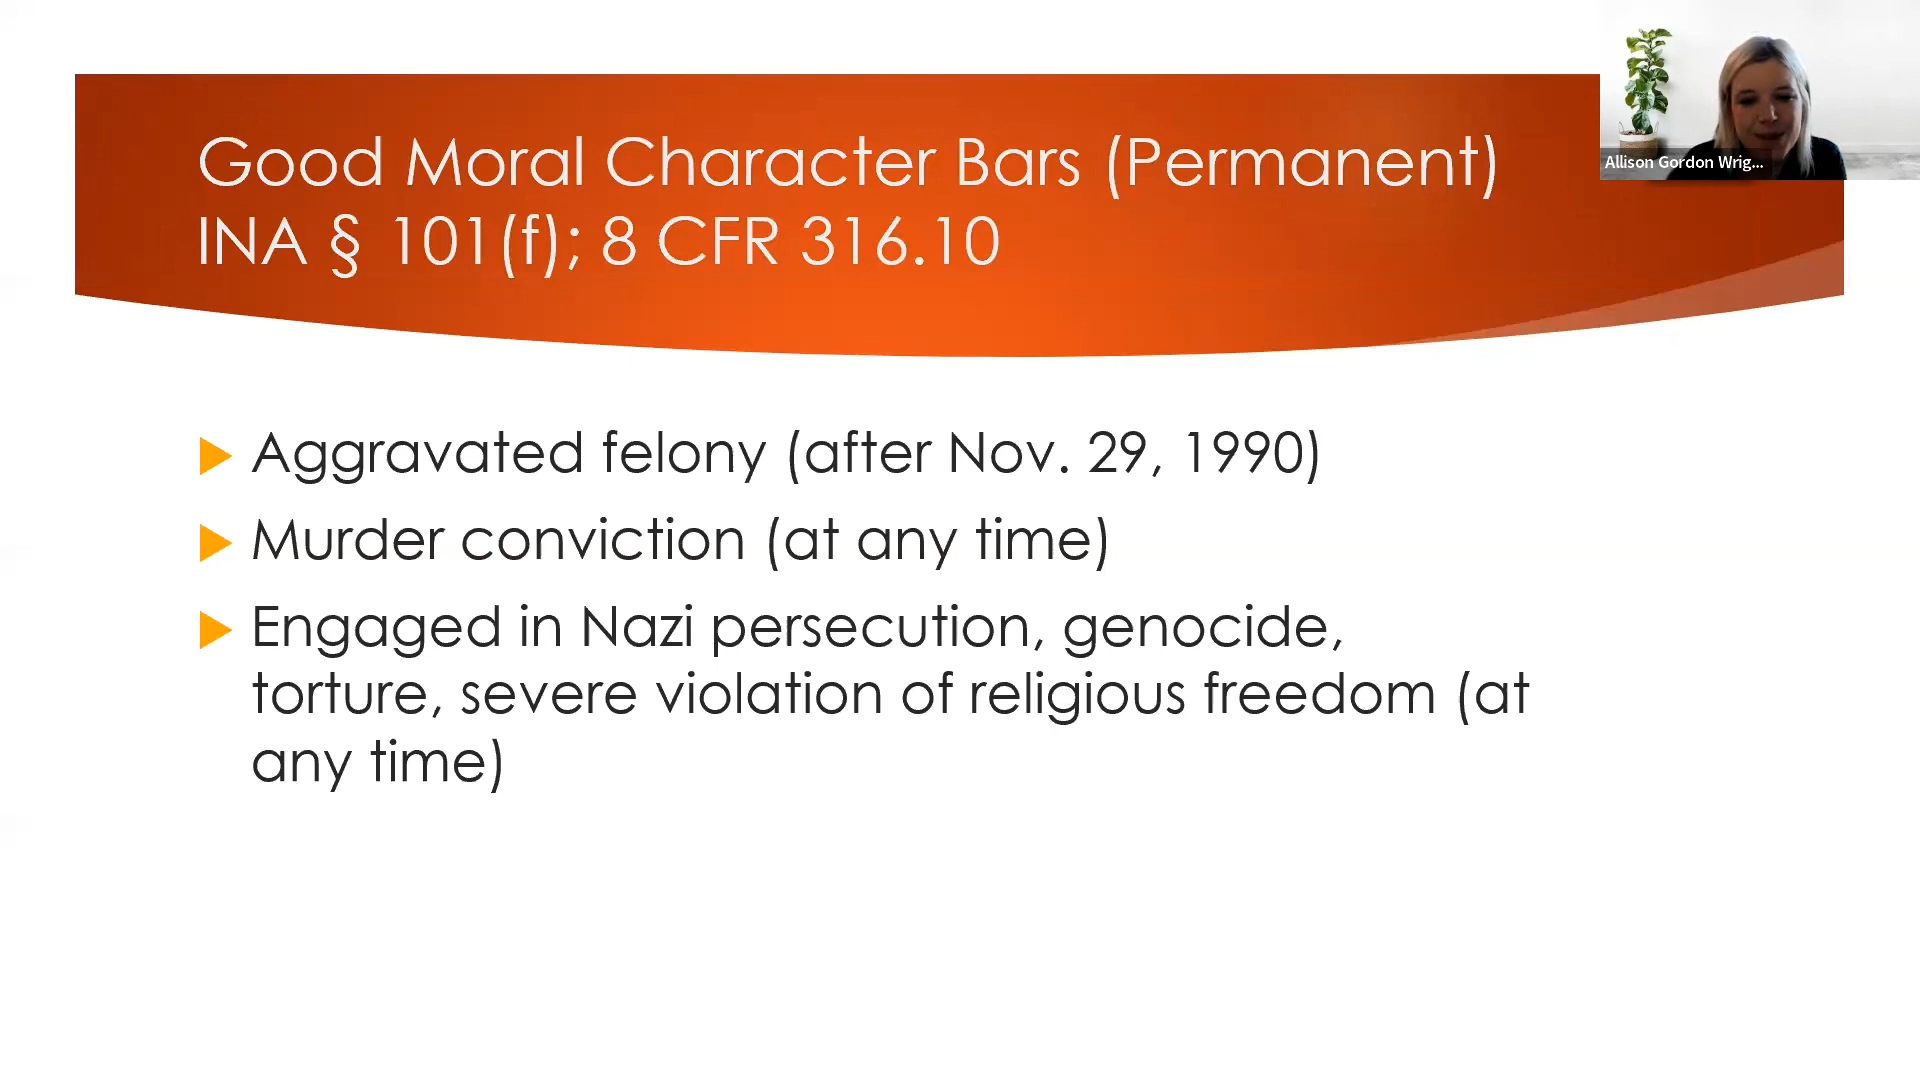 Good Moral Character Bars (Permanent)
INA § 101(f); 8 CFR 316.10
Allison Gordon Wrig...
Aggravated felony (after Nov. 29, 1990)
Murder conviction (at any time)
Engaged in Nazi persecution, genocide,
torture, severe violation of religious freedom (at
any time)